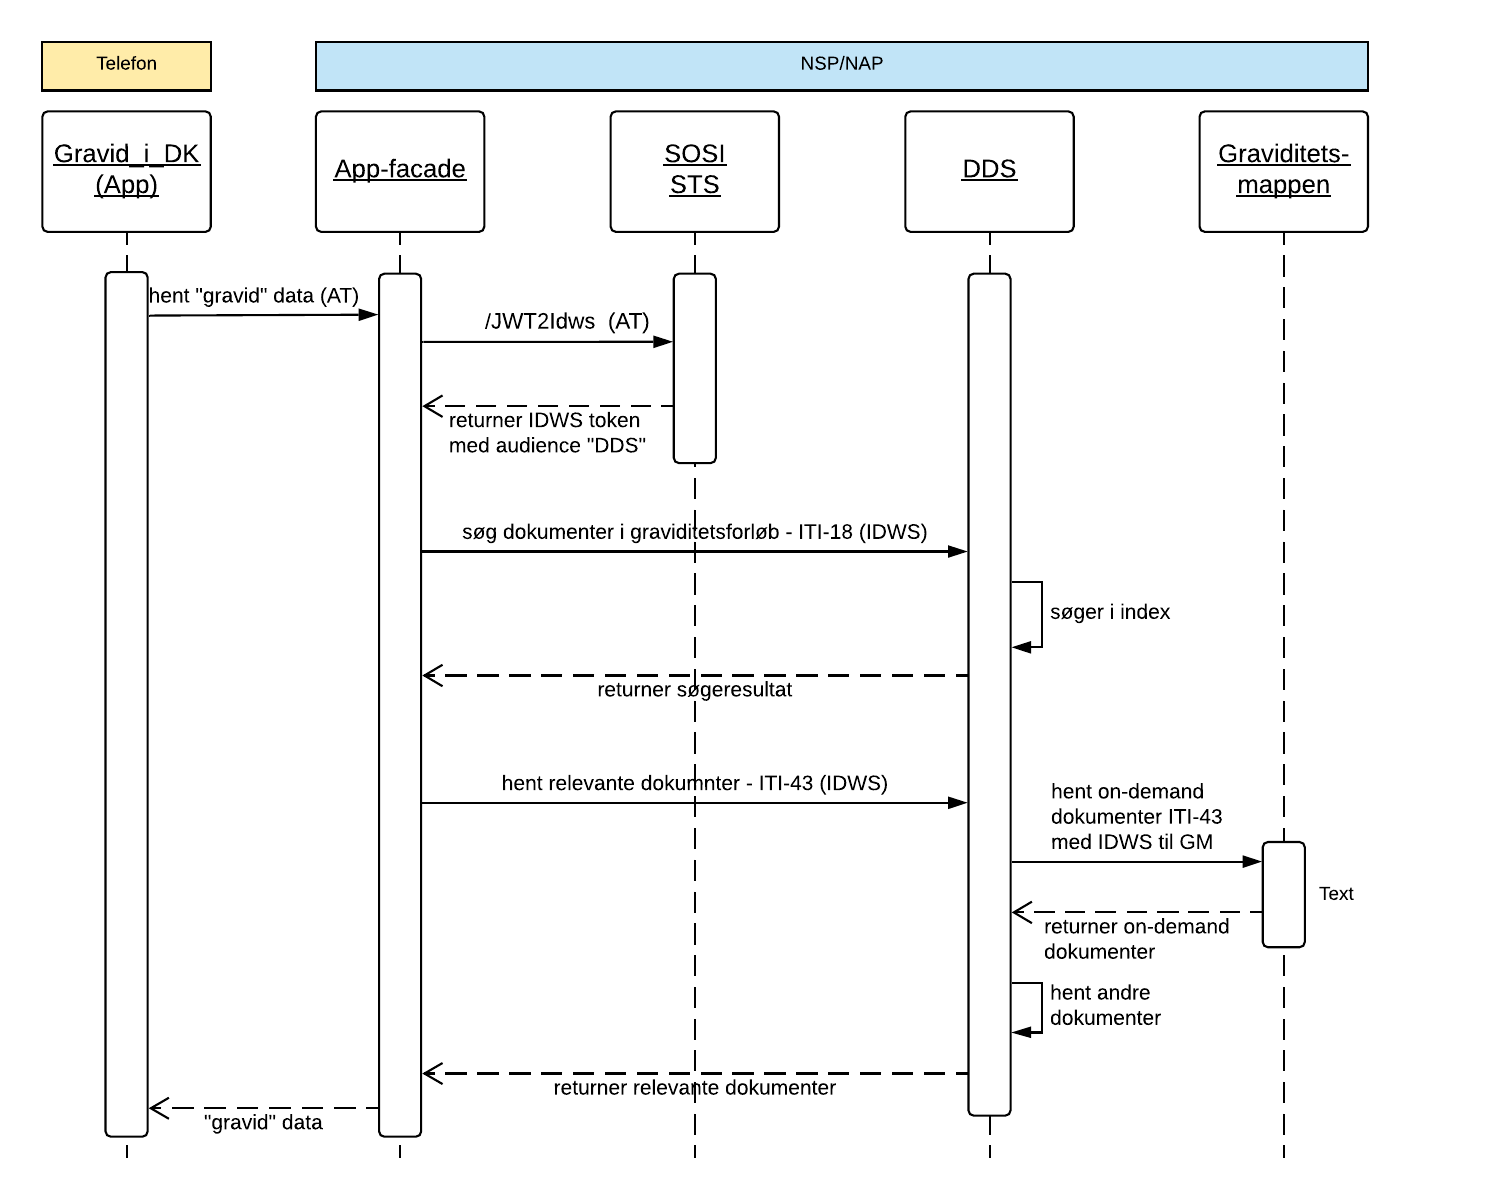 Telefon
NSP/NAP
Gravid_i_DK
(App)
App-facade
SOSI
STS
DDS
Graviditets-
mappen
hent "gravid" data (AT)
/JWT2Idws  (AT)
returner IDWS token
med audience "DDS"
søg dokumenter i graviditetsforløb - ITI-18 (IDWS)
søger i index
returner søgeresultat
hent relevante dokumnter - ITI-43 (IDWS)
hent on-demand
dokumenter ITI-43
med IDWS til GM
Text
returner on-demand
dokumenter
hent andre
dokumenter
returner relevante dokumenter
"gravid" data